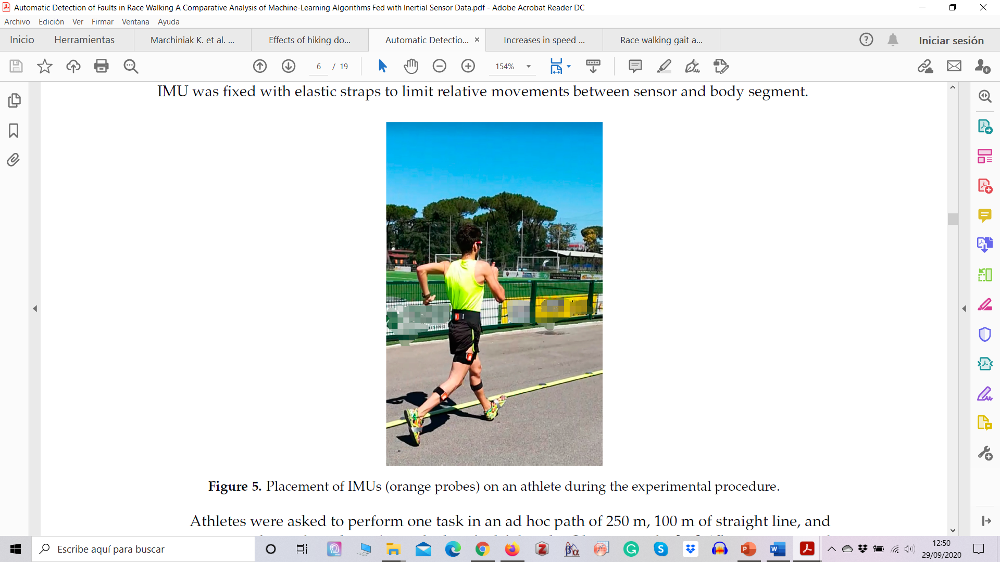 Automatic Detection of Faults in Race Walking A Comparative Analysis of Machine-Learning Algorithms Fed with Inertial Sensor Data.pdf - Adobe Acrobat Reader DC
Archivo Edición Ver Firmar Ventana Ayuda
Inicio Herramientas Marchiniak K. et al. ... Effects of hiking do... Automatic Detectio... Increases in speed ... Race walking gait a... Iniciar sesión
6 / 19 154%
IMU was fixed with elastic straps to limit relative movements between sensor and body segment.
Figure 5. Placement of IMUs (orange probes) on an athlete during the experimental procedure.
Athletes were asked to perform one task in an ad hoc path of 250 m, 100 m of straight line, and
Escribe aquí para buscar
12:50
29/09/2020